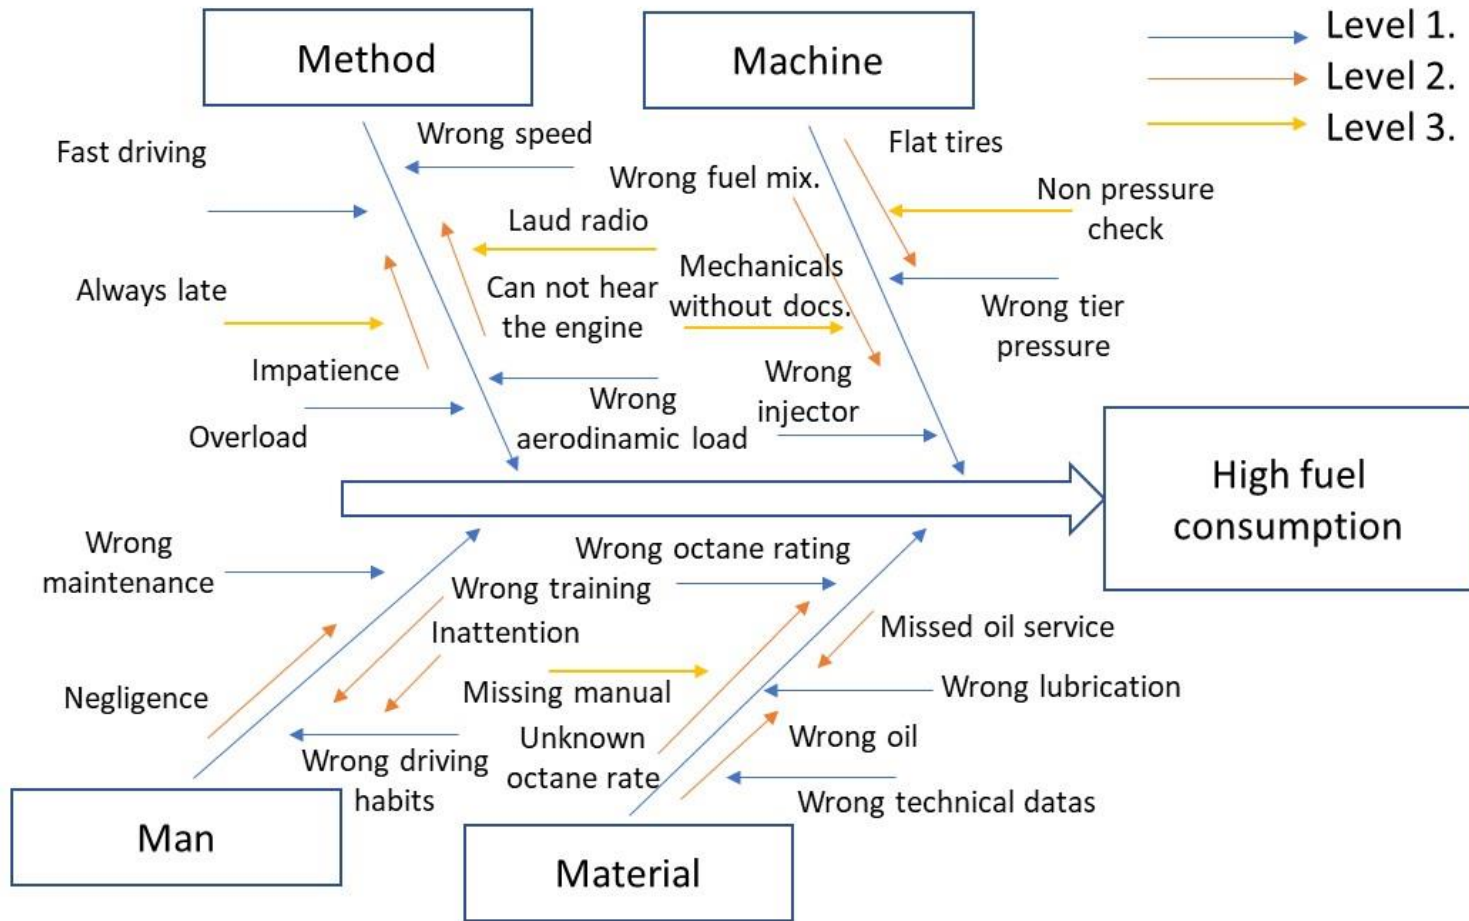 Method
Machine
Level 1.
Level 2.
Level 3.
Fast driving
Wrong speed
Flat tires
Wrong fuel mix.
Non pressure
check
Laud radio
Always late
Can not hear
the engine
Mechanicals
without docs.
Wrong tier
pressure
Impatience
Wrong
injector
Overload
Wrong
aerodinamic load
High fuel
consumption
Wrong
maintenance
Wrong octane rating
Wrong training
Inattention
Missed oil service
Negligence
Missing manual
Wrong lubrication
Unknown
octane rate
Wrong oil
Wrong driving
habits
Wrong technical datas
Man
Material